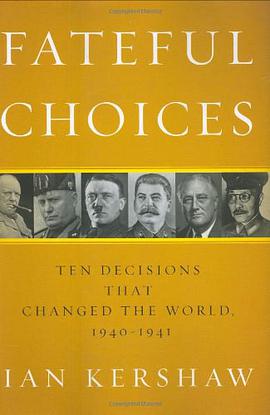 FATEFUL
CHOICES
TEN DECISIONS
THAT
CHANGED THE WORLD,
1940-1941
IAN KERSHAW